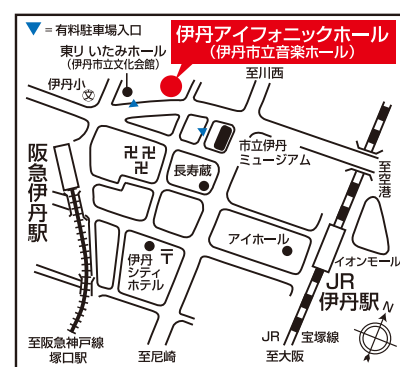 ▼=有料駐車場入口
伊丹アイフォニックホール
(伊丹市立音楽ホール)
東リ いたみホール
(伊丹市立文化会館)
至川西
伊丹小
文
市立伊丹
ミュージアム
卍卍
卍
長寿蔵
至空港
阪急伊丹駅
アイホール
伊丹
シティ
ホテル
〒
イオンモール
JR
伊丹駅
N
至阪急神戸線
塚口駅
至尼崎
JR 宝塚線
至大阪